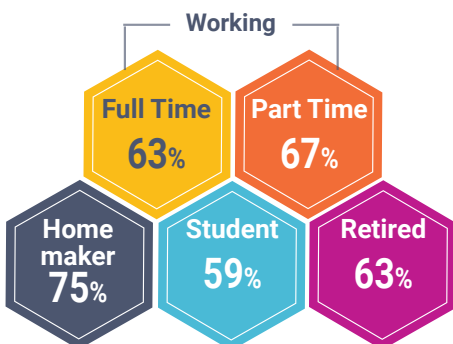 Working
Full Time
63%
Part Time
67%
Home
maker
75%
Student
59%
Retired
63%